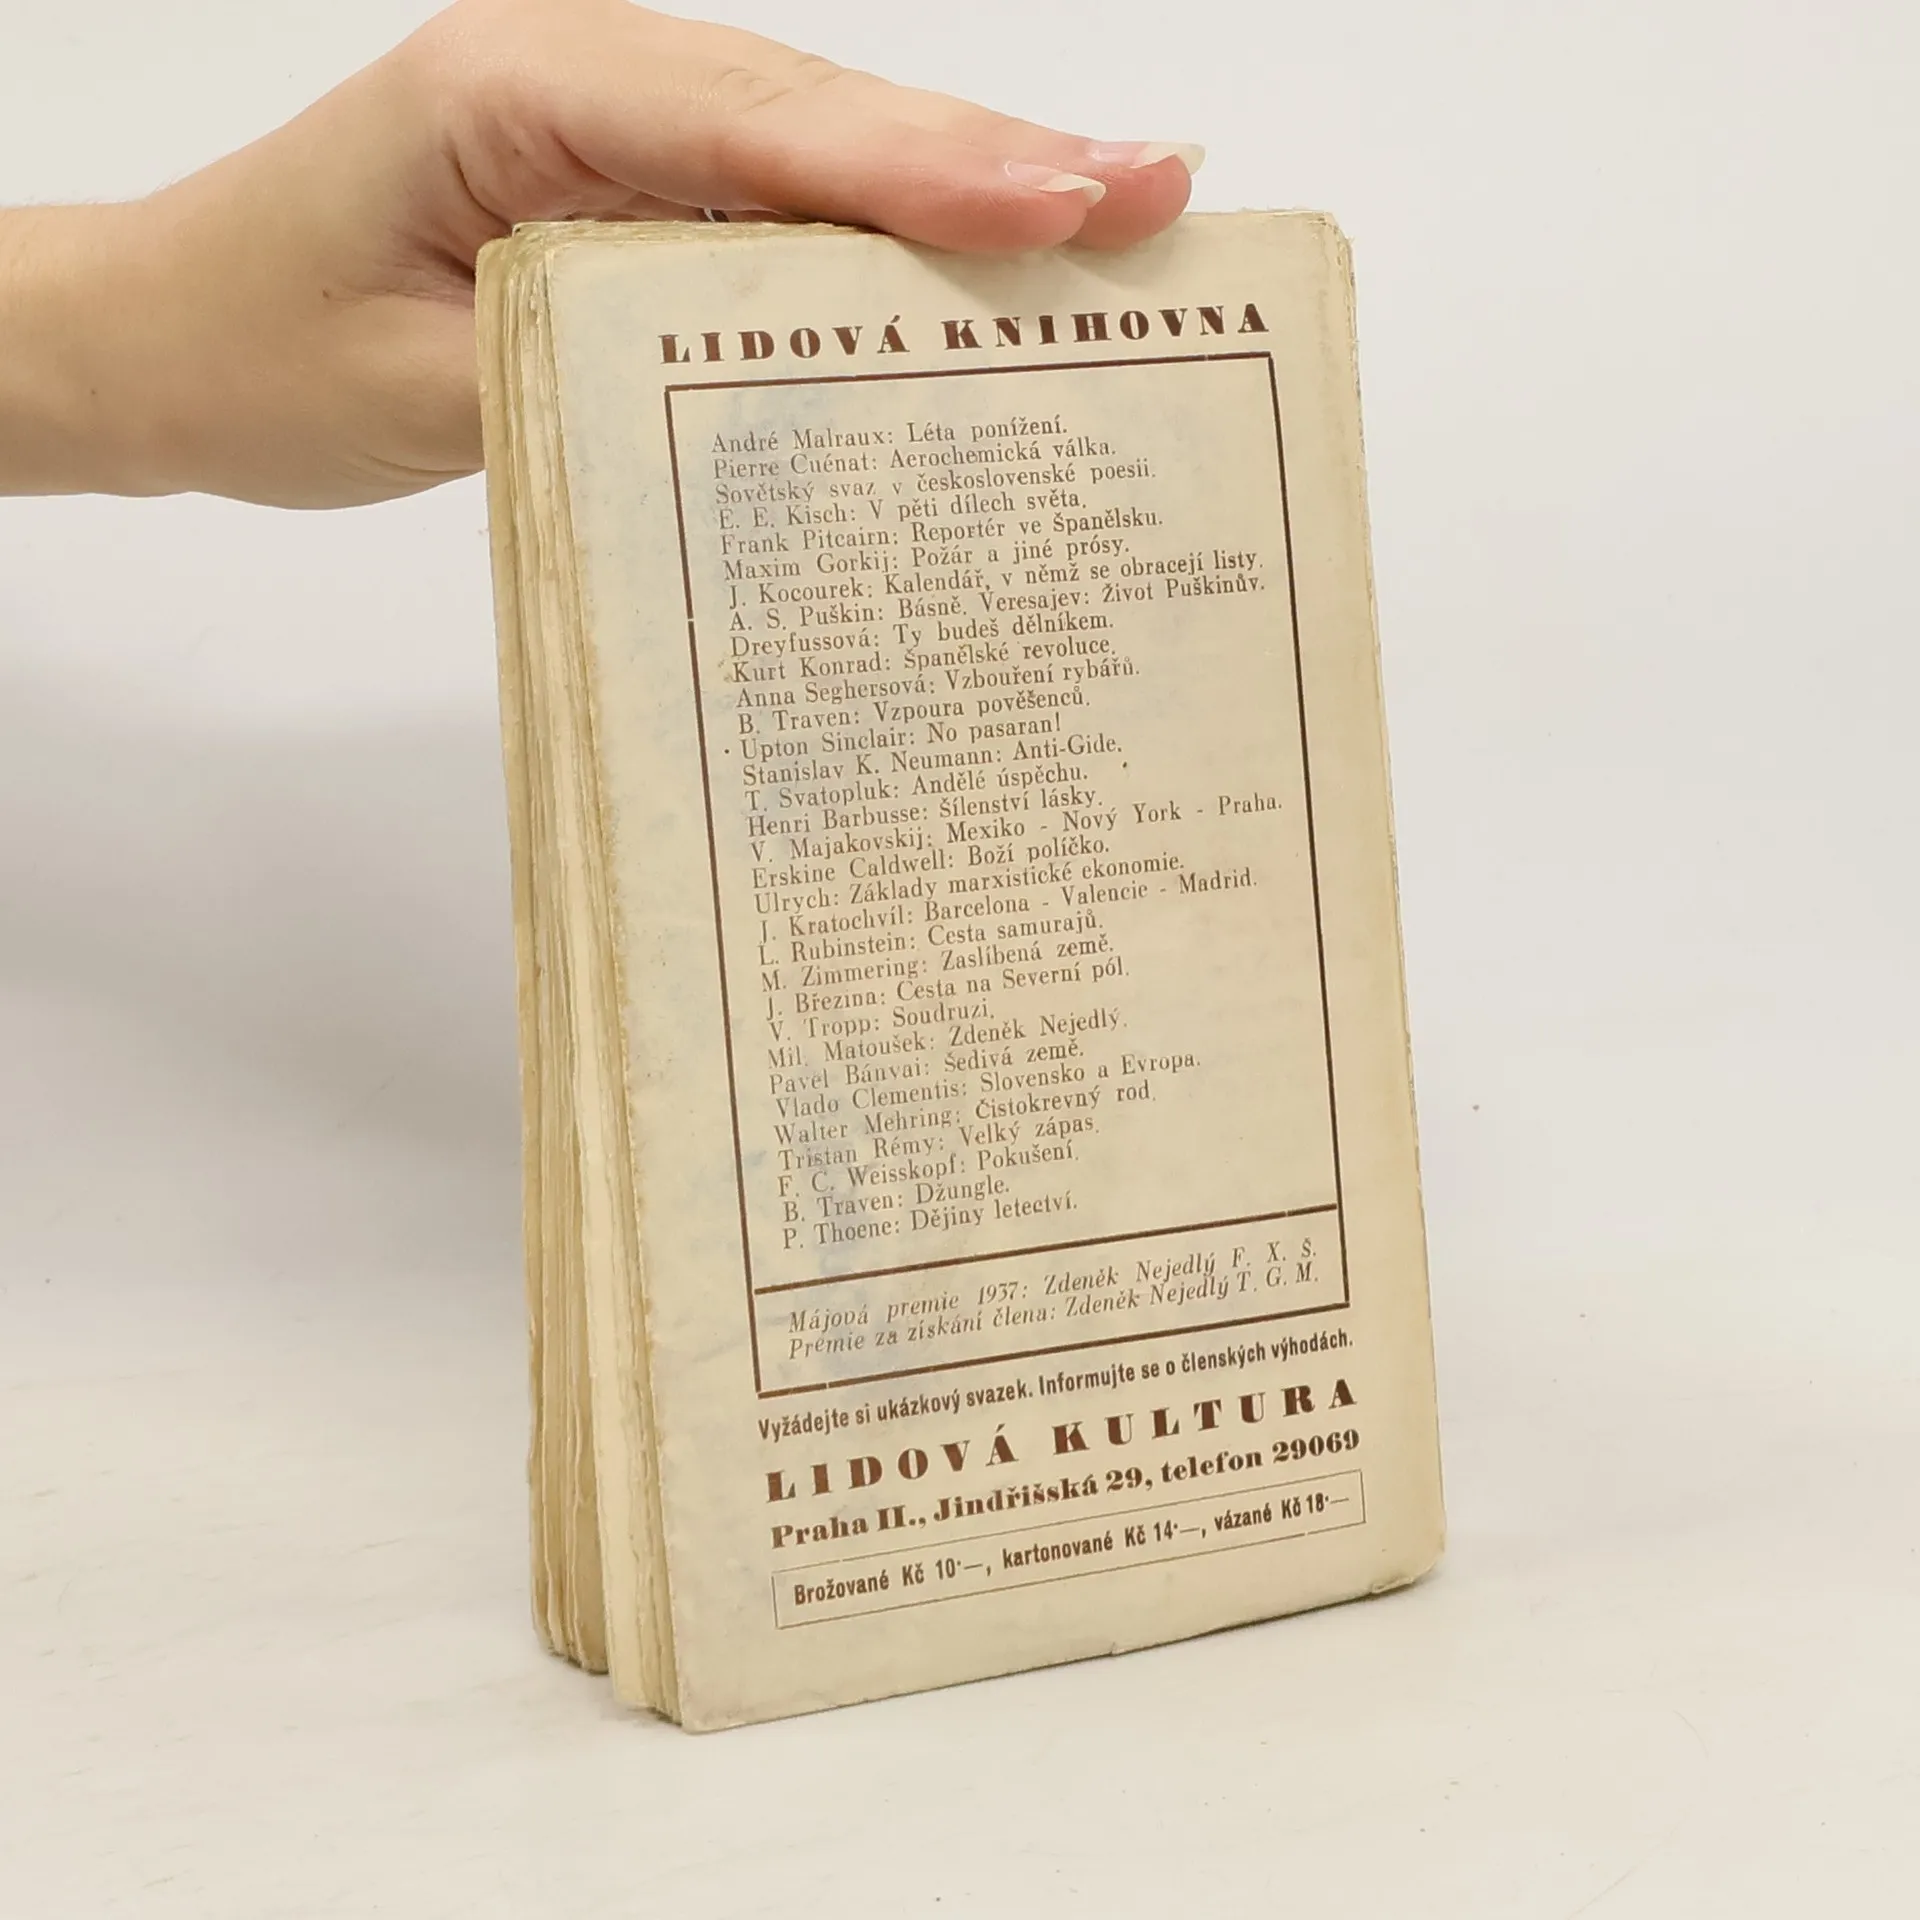 LIDOVÁ KNIHOVNA
André Malraux: Léta ponížení.
Pierre Cuénat: Aerochemická válka.
Sovětský svaz v československé poesii.
E. E. Kisch: V pěti dílech světa.
Frank Pitcairn: Reportér ve Španělsku.
Maxim Gorkij: Požár a jiné prósy.
J. Kocourek: Kalendář, v němž se obracejí listy.
A. S. Puškin: Básně. Veresajev: Život Puškinův.
Dreyfussová: Ty budeš dělníkem.
Kurt Konrad: Španělské revoluce.
Anna Seghersová: Vzbouření rybářů.
B. Traven: Vzpoura pověšenců.
Upton Sinclair: No pasaran!
Stanislav K. Neumann: Anti-Gide.
T. Svatopluk: Andělé úspěchu.
Henri Barbusse: Šílenství lásky.
V. Majakovskij: Mexiko - Nový York - Praha.
Erskine Caldwell: Boží políčko.
Ulrych: Základy marxistické ekonomie.
J. Kratochvíl: Barcelona - Valencie - Madrid.
L. Rubinstein: Cesta samurajů.
M. Zimmering: Zaslíbená země.
J. Březina: Cesta na Severní pól.
V. Tropp: Soudruzi.
Mil. Matoušek: Zdeněk Nejedlý.
Pavel Bányai: Šedivá země.
Vlado Clementis: Slovensko a Evropa.
Walter Mehring: Čistokrevný rod.
Tristan Rémy: Velký zápas.
F. C. Weisskopf: Pokušení.
B. Traven: Džungle.
P. Thoene: Dějiny letectví.
Májová premie 1937: Zdeněk Nejedlý F. X. Š.
Premie za získání člena: Zdeněk Nejedlý T. G. M.
Vyžádejte si ukázkový svazek. Informujte se o členských výhodách.
LIDOVÁ KULTURA
Praha II., Jindřišská 29, telefon 29069
Brožované Kč 10·—, kartonované Kč 14·—, vázané Kč 18·—